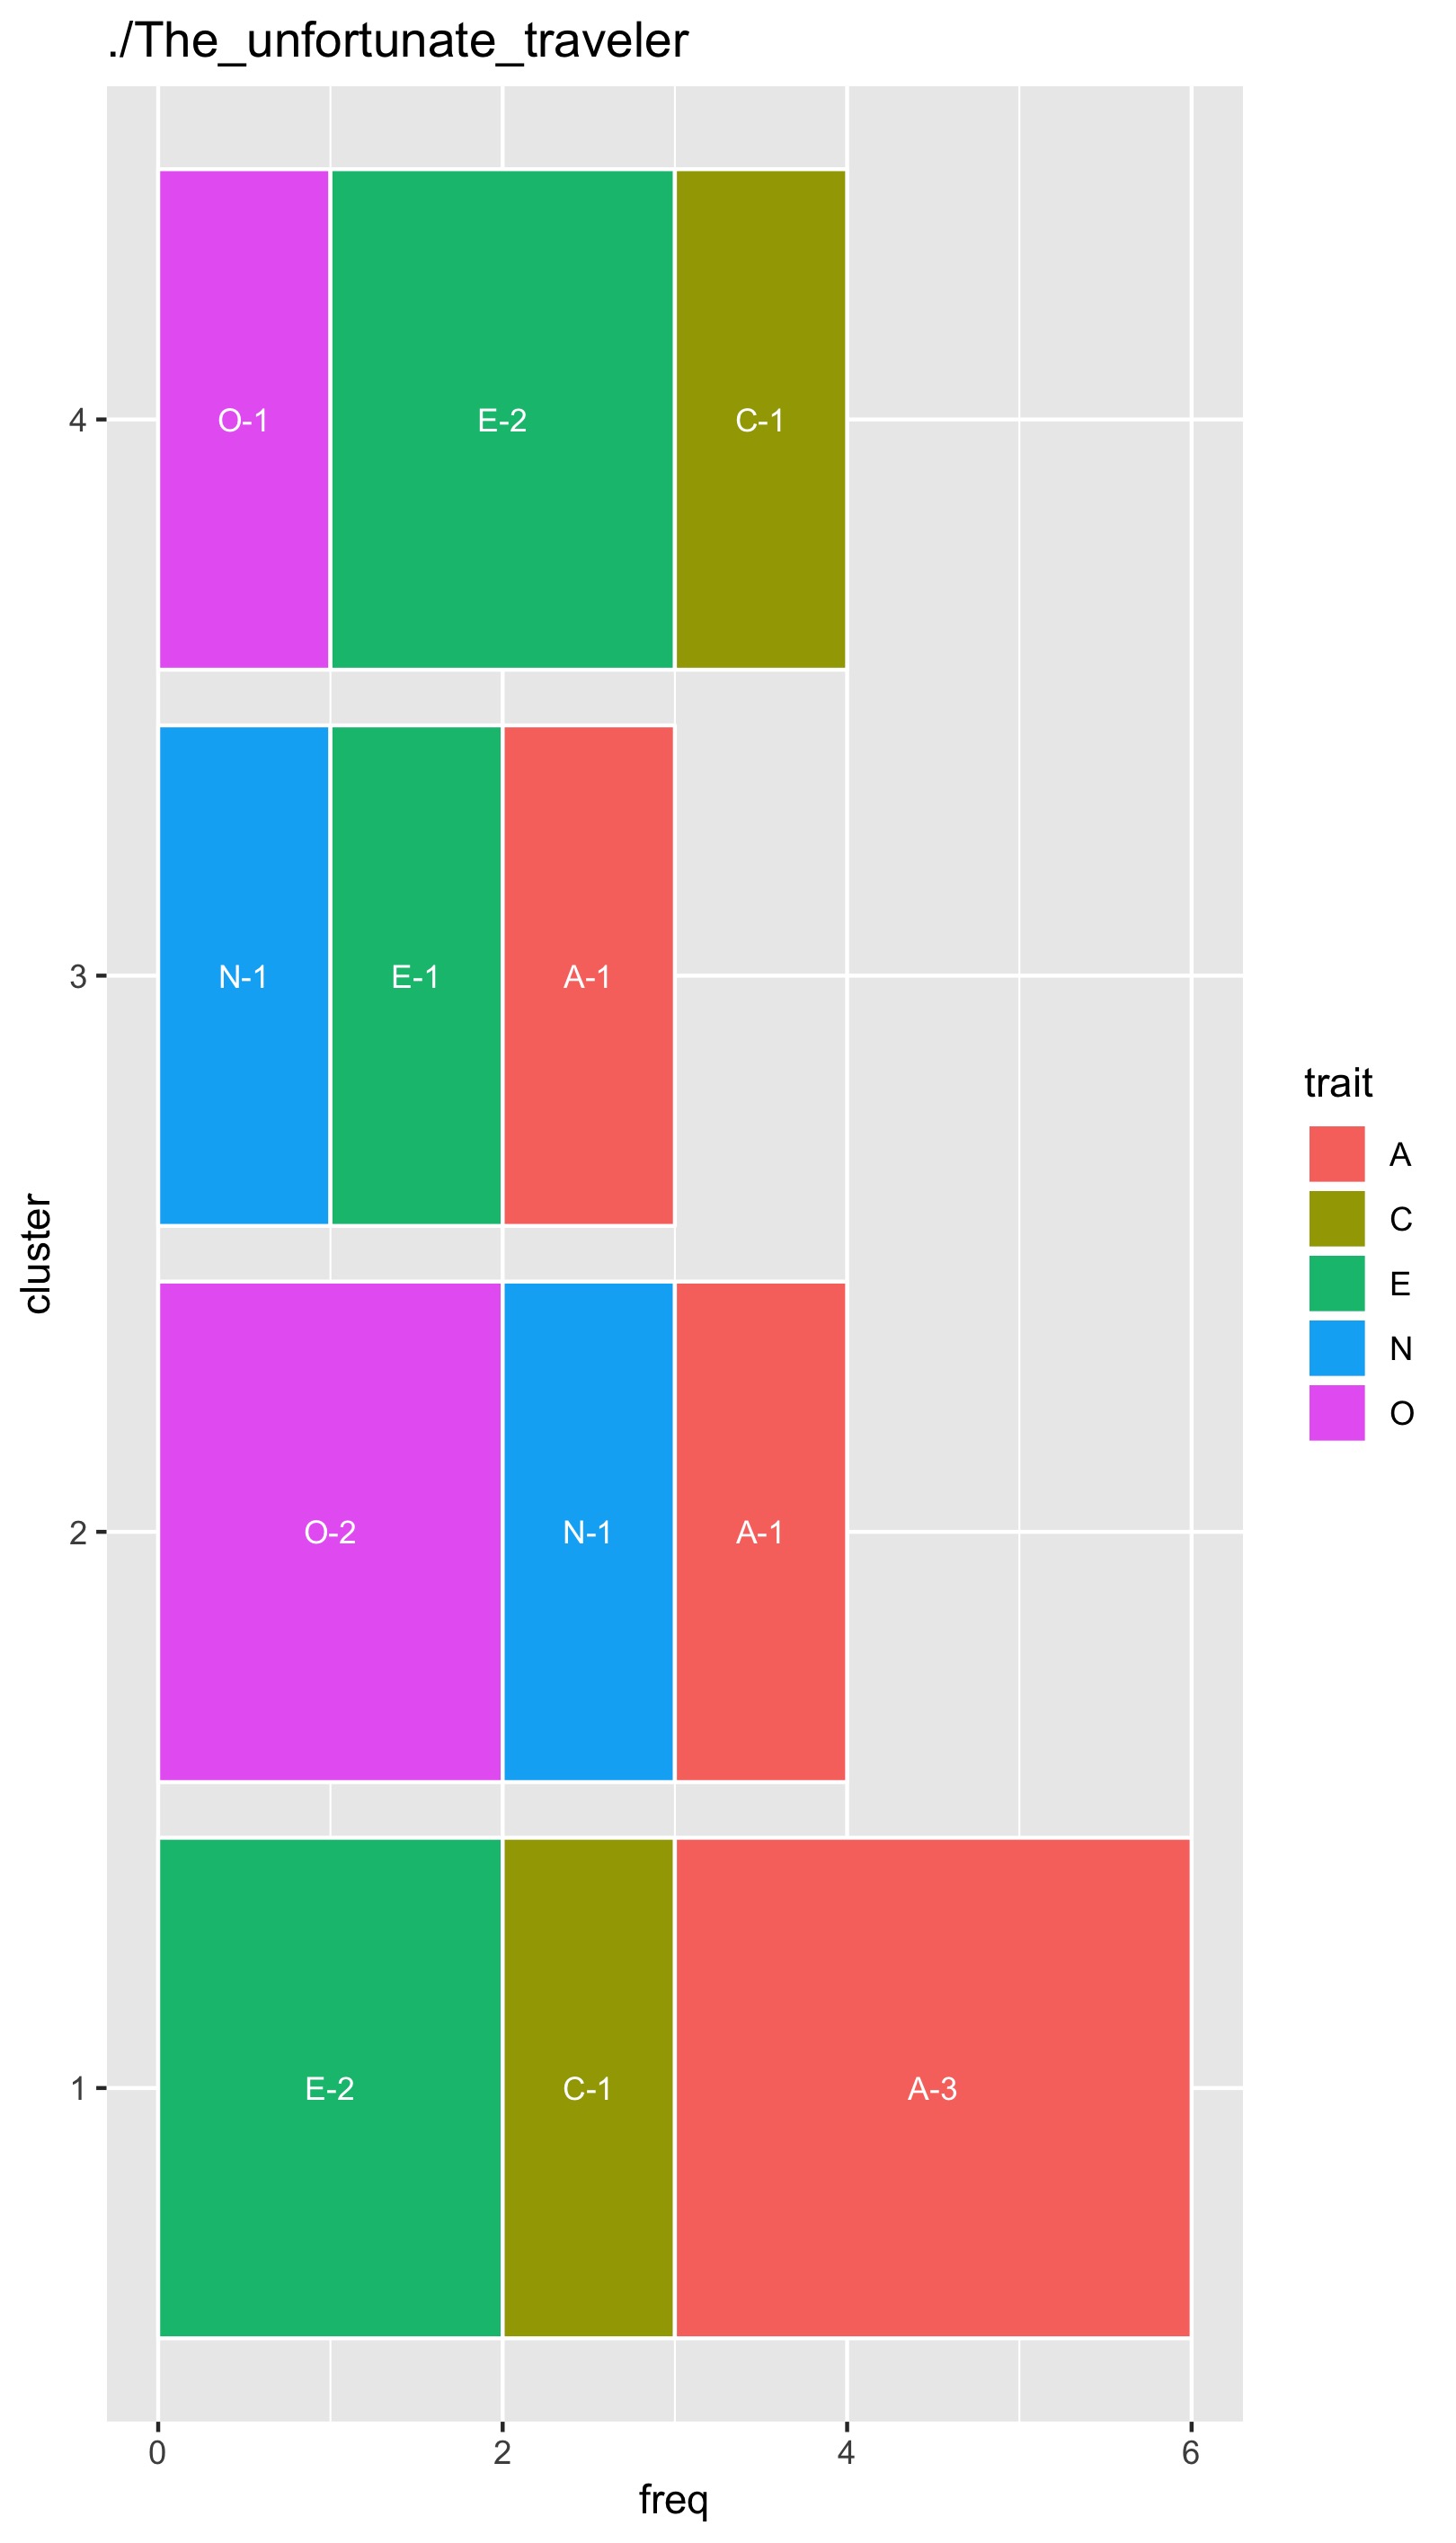 ./The_unfortunate_traveler
4
O-1 E-2 C-1
3
N-1 E-1 A-1
2
O-2 N-1 A-1
1
E-2 C-1 A-3
0 2 4 6
freq
cluster
trait
A
C
E
N
O